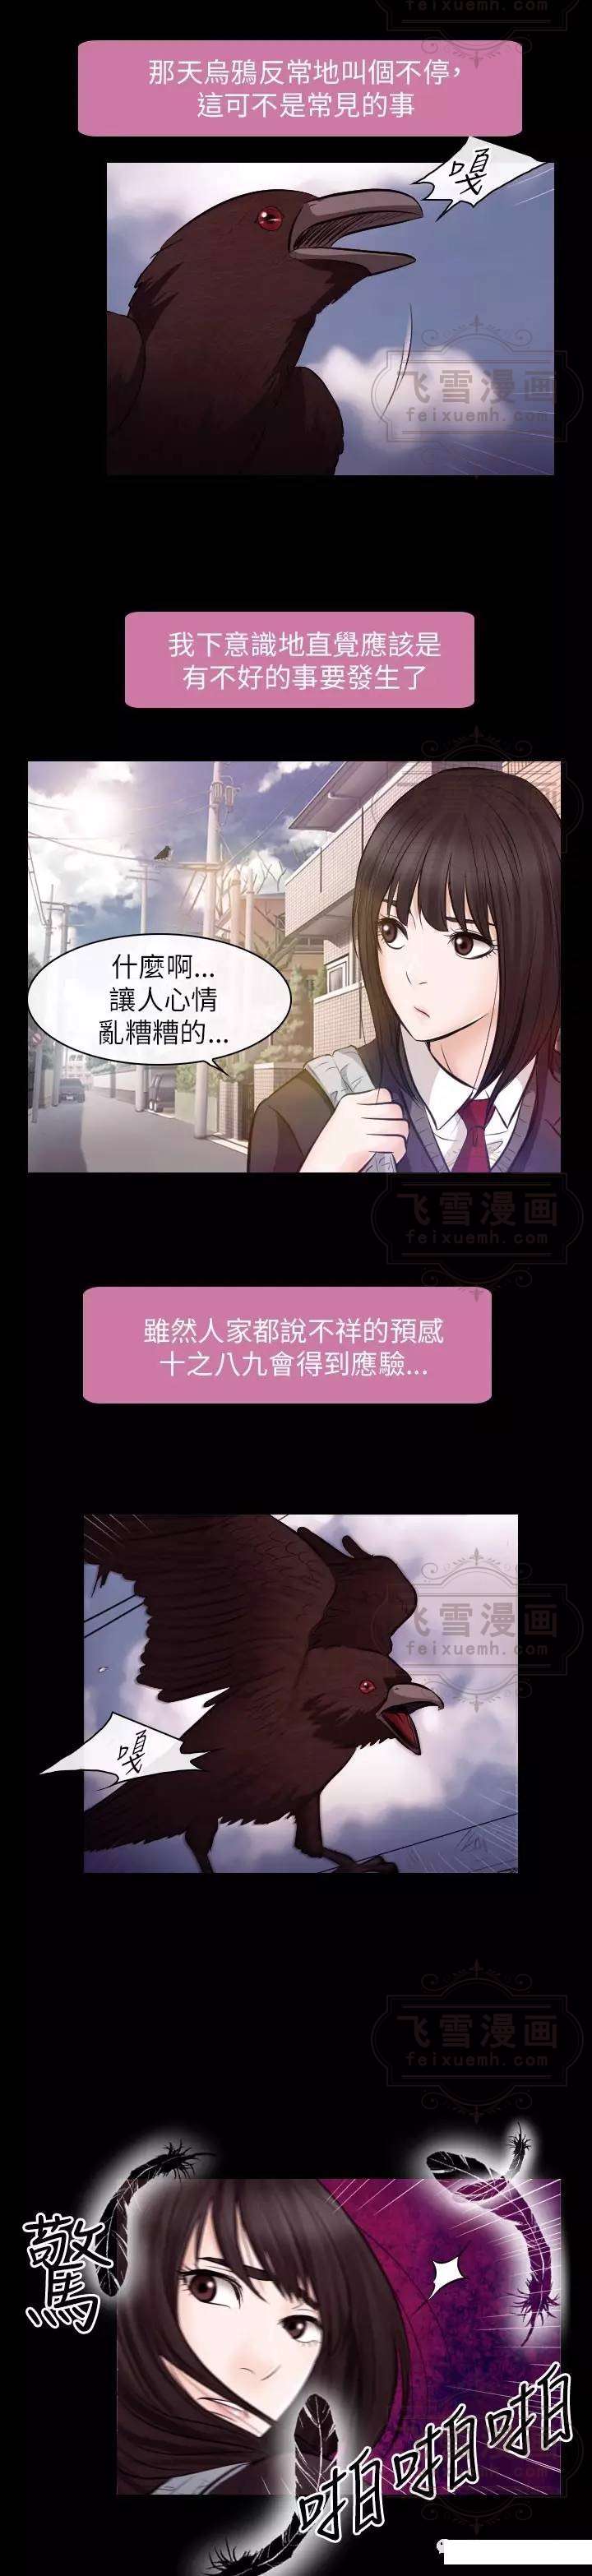 feixuemh.com
那天烏鴉反常地叫個不停，
這可不是常見的事
嘎
飞雪漫画
feixuemh.com
我下意識地直覺應該是
有不好的事要發生了
什麼啊...
讓人心情
亂糟糟的...
飞雪漫画
feixuemh.com
雖然人家都說不祥的預感
十之八九會得到應驗...
飞雪漫画
feixuemh.com
嘎
飞雪漫画
feixuemh.com
驚
啪啪啪